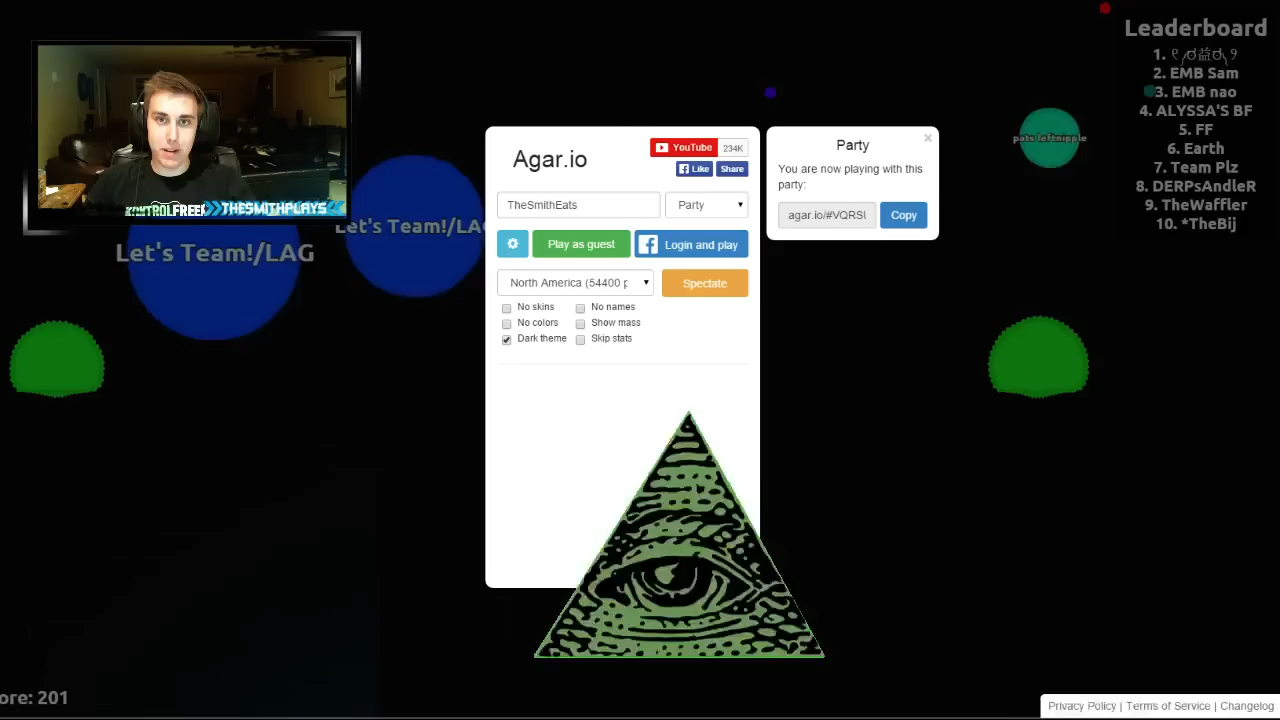 Leaderboard
2. EMB Sam
3. EMB nao
4. ALYSSA'S BF
5. FF
6. Earth
7. Team Plz
8. DERPsAndleR
9. TheWaffler
10. *TheBij
pats leftnipple
KONTROLFREEK THESMITHPLAYS
Let's Team!/LAG
Let's Team!/LAG
Agar.io
YouTube 234K
Like Share
TheSmithEats Party
Play as guest Login and play
North America (54400 p Spectate
No skins No names
No colors Show mass
Dark theme Skip stats
Party ×
You are now playing with this
party:
agar.io/#VQRSU Copy
ore: 201
Privacy Policy | Terms of Service | Changelog